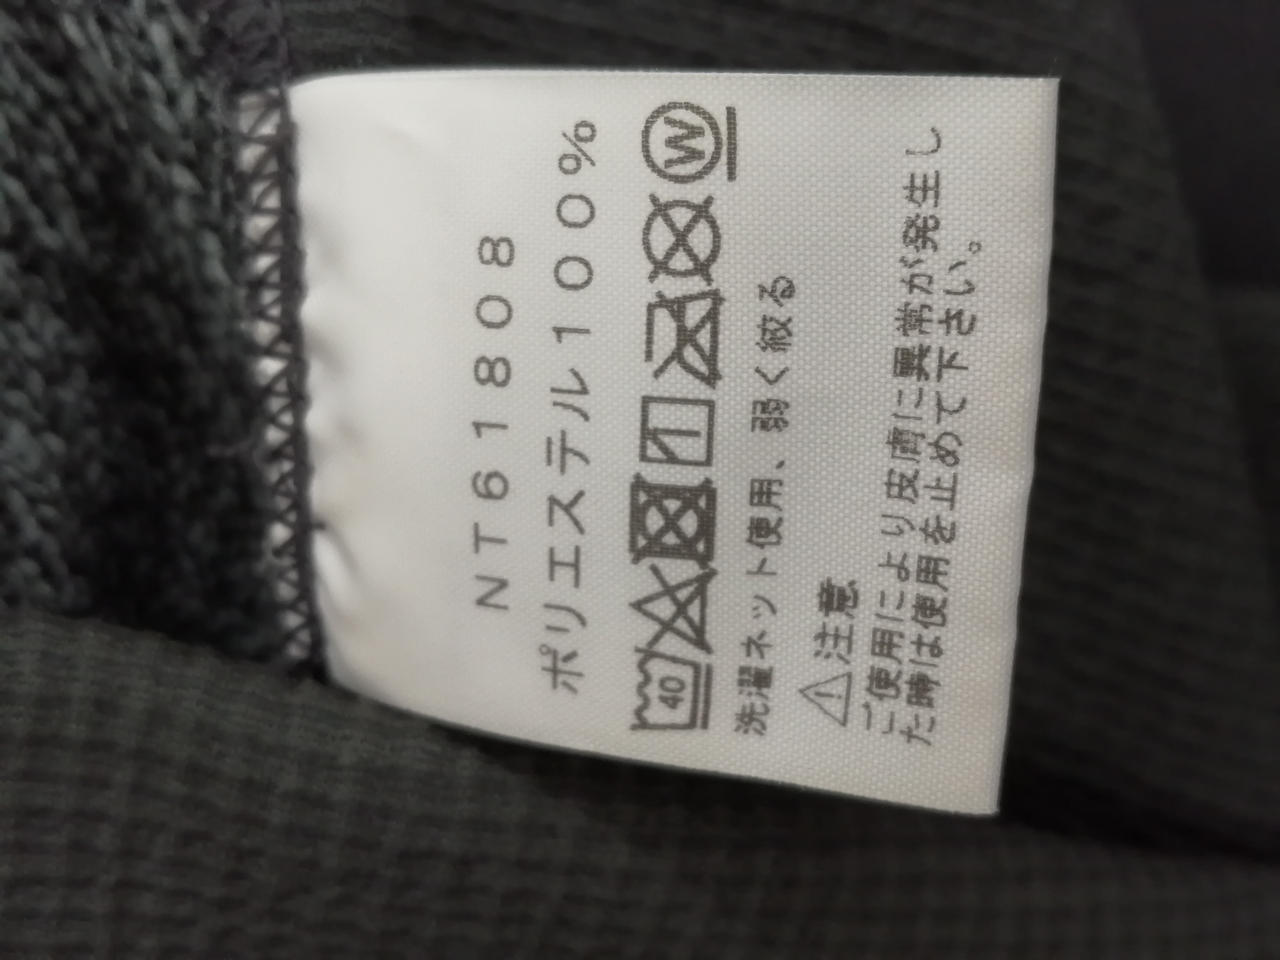 NT61808
ポリエステル100%
40 W
洗濯ネット使用、弱く絞る
⚠注意
ご使用により皮膚に異常が発生し
た時は使用を止めて下さい。